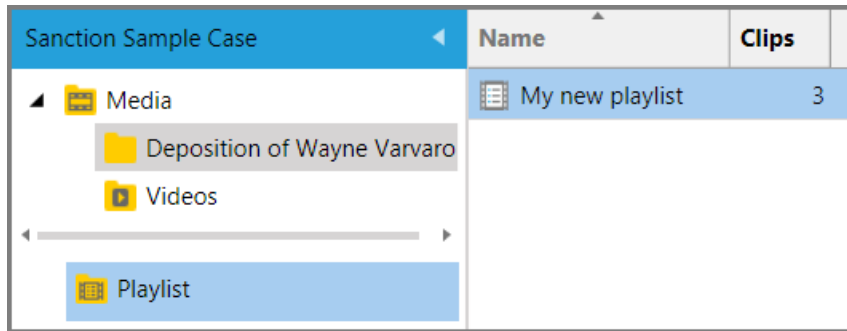 Sanction Sample Case
Media
Deposition of Wayne Varvaro
Videos
Playlist
Name Clips
My new playlist 3